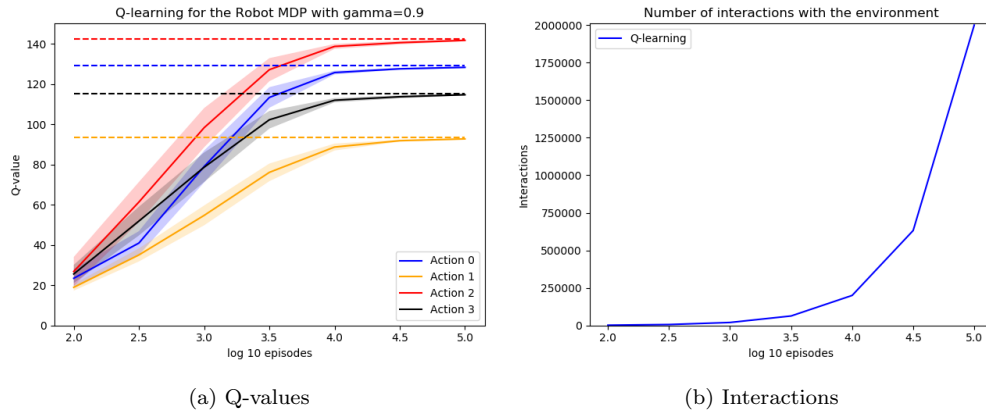 Q-learning for the Robot MDP with gamma=0.9
140
120
100
80
60
40
20
0
Q-value
2.0 2.5 3.0 3.5 4.0 4.5 5.0
log 10 episodes
Action 0
Action 1
Action 2
Action 3
(a) Q-values
Number of interactions with the environment
2000000
1750000
1500000
1250000
1000000
750000
500000
250000
0
Interactions
2.0 2.5 3.0 3.5 4.0 4.5 5.0
log 10 episodes
Q-learning
(b) Interactions